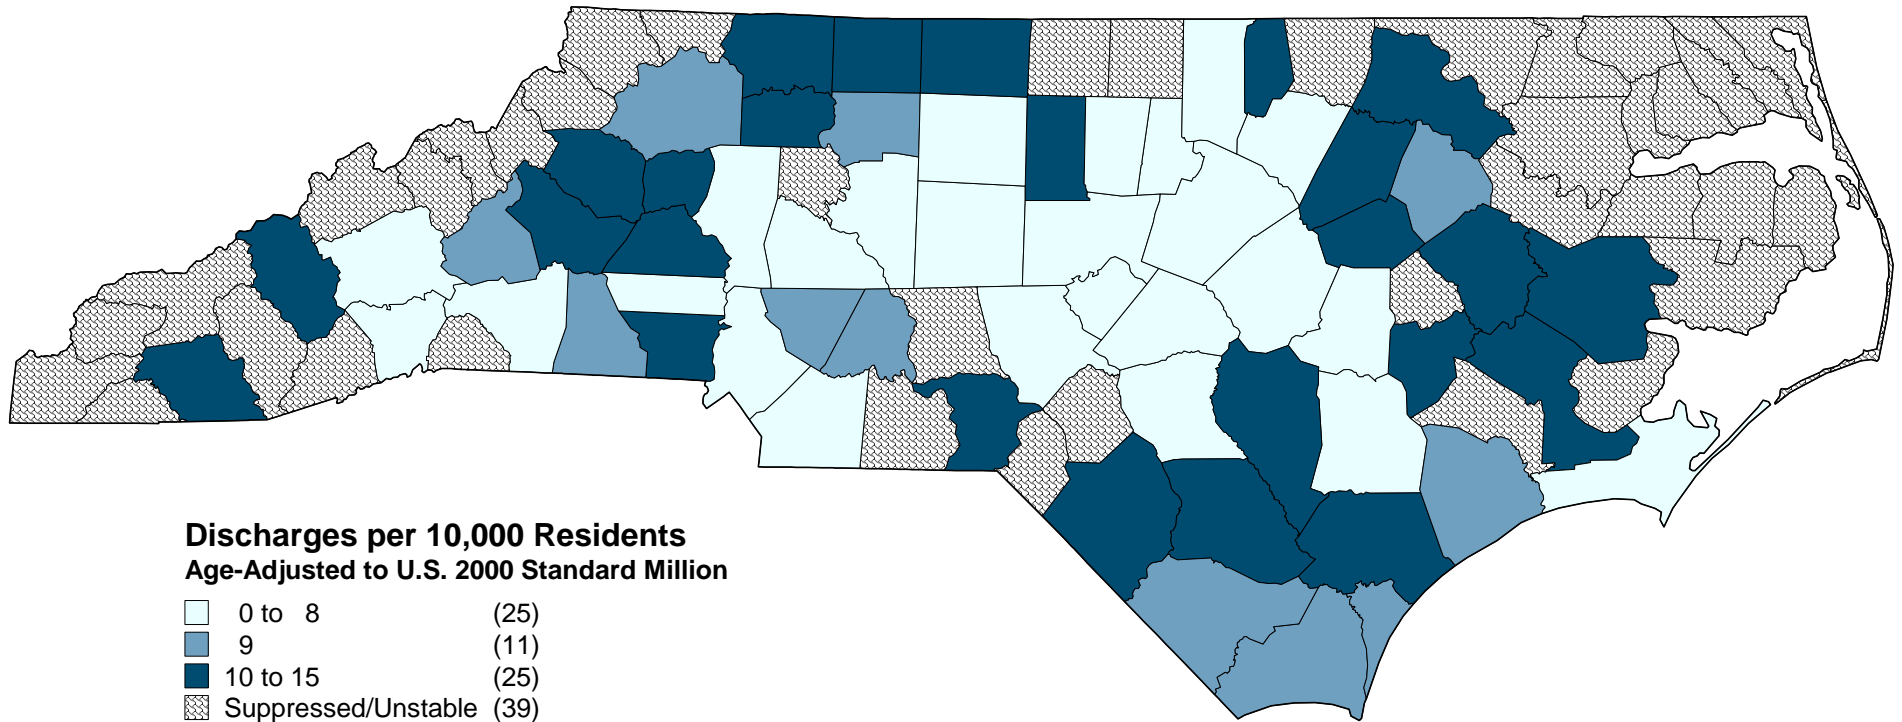 Discharges per 10,000 Residents
Age-Adjusted to U.S. 2000 Standard Million
0 to 8 (25)
9 (11)
10 to 15 (25)
Suppressed/Unstable (39)